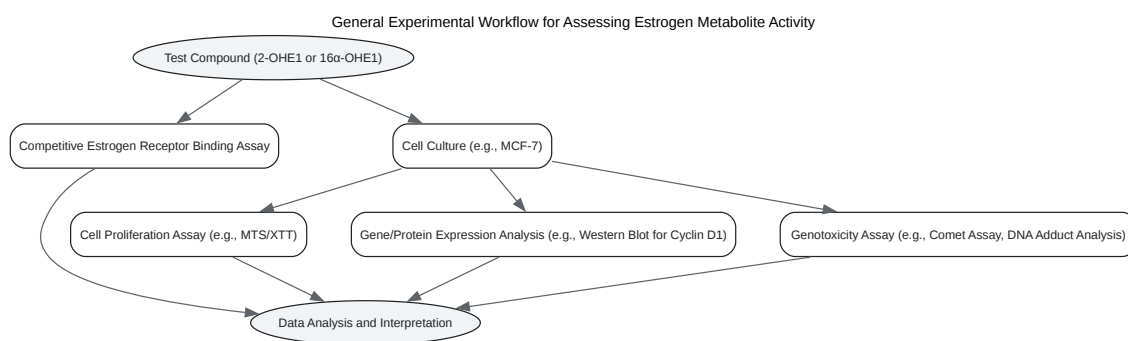 General Experimental Workflow for Assessing Estrogen Metabolite Activity
Test Compound (2-OHE1 or 16α-OHE1)
Competitive Estrogen Receptor Binding Assay
Cell Culture (e.g., MCF-7)
Cell Proliferation Assay (e.g., MTS/XTT)
Gene/Protein Expression Analysis (e.g., Western Blot for Cyclin D1)
Genotoxicity Assay (e.g., Comet Assay, DNA Adduct Analysis)
Data Analysis and Interpretation